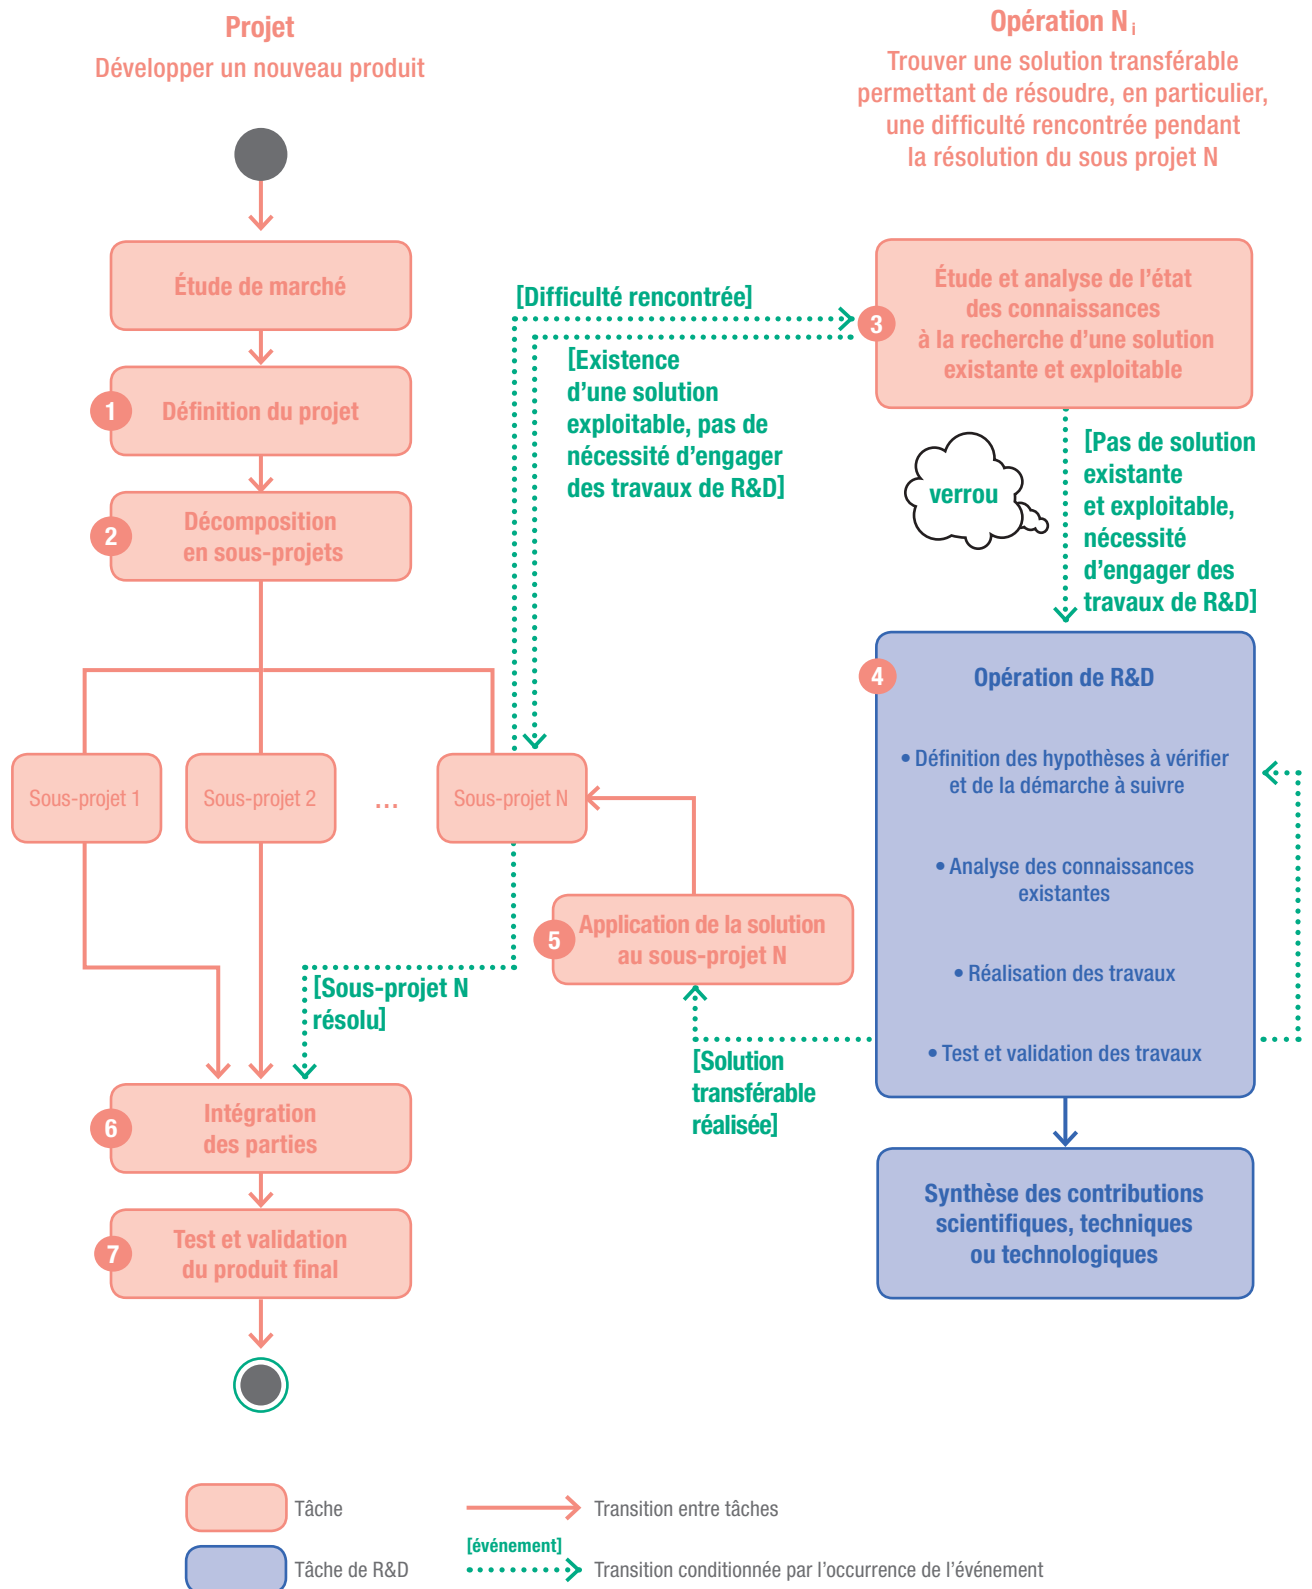 Projet
Développer un nouveau produit
Étude de marché
1
Définition du projet
2
Décomposition
en sous-projets
Sous-projet 1
Sous-projet 2
...
Sous-projet N
[Difficulté rencontrée]
[Existence
d'une solution
exploitable, pas de
nécessité d'engager
des travaux de R&D]
Opération N i
Trouver une solution transférable
permettant de résoudre, en particulier,
une difficulté rencontrée pendant
la résolution du sous projet N
3
Étude et analyse de l'état
des connaissances
à la recherche d'une solution
existante et exploitable
verrou
[Pas de solution
existante
et exploitable,
nécessité
d'engager des
travaux de R&D]
4
Opération de R&D
• Définition des hypothèses à vérifier
et de la démarche à suivre
• Analyse des connaissances
existantes
• Réalisation des travaux
• Test et validation des travaux
5
Application de la solution
au sous-projet N
[Solution
transférable
réalisée]
[Sous-projet N
résolu]
6
Intégration
des parties
7
Test et validation
du produit final
Synthèse des contributions
scientifiques, techniques
ou technologiques
Tâche
Transition entre tâches
Tâche de R&D
[événement]
Transition conditionnée par l'occurrence de l'événement